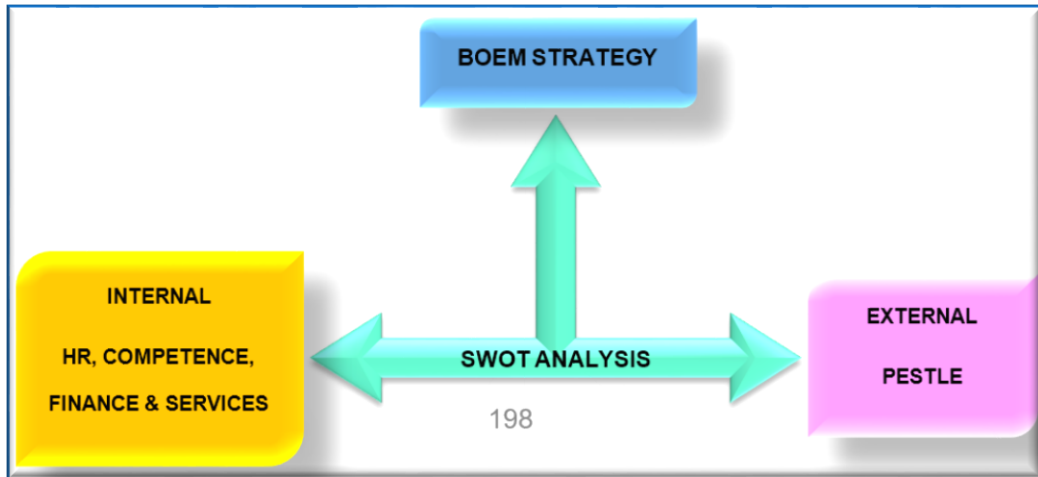 BOEM STRATEGY
INTERNAL
HR, COMPETENCE,
FINANCE & SERVICES
SWOT ANALYSIS
EXTERNAL
PESTLE
198